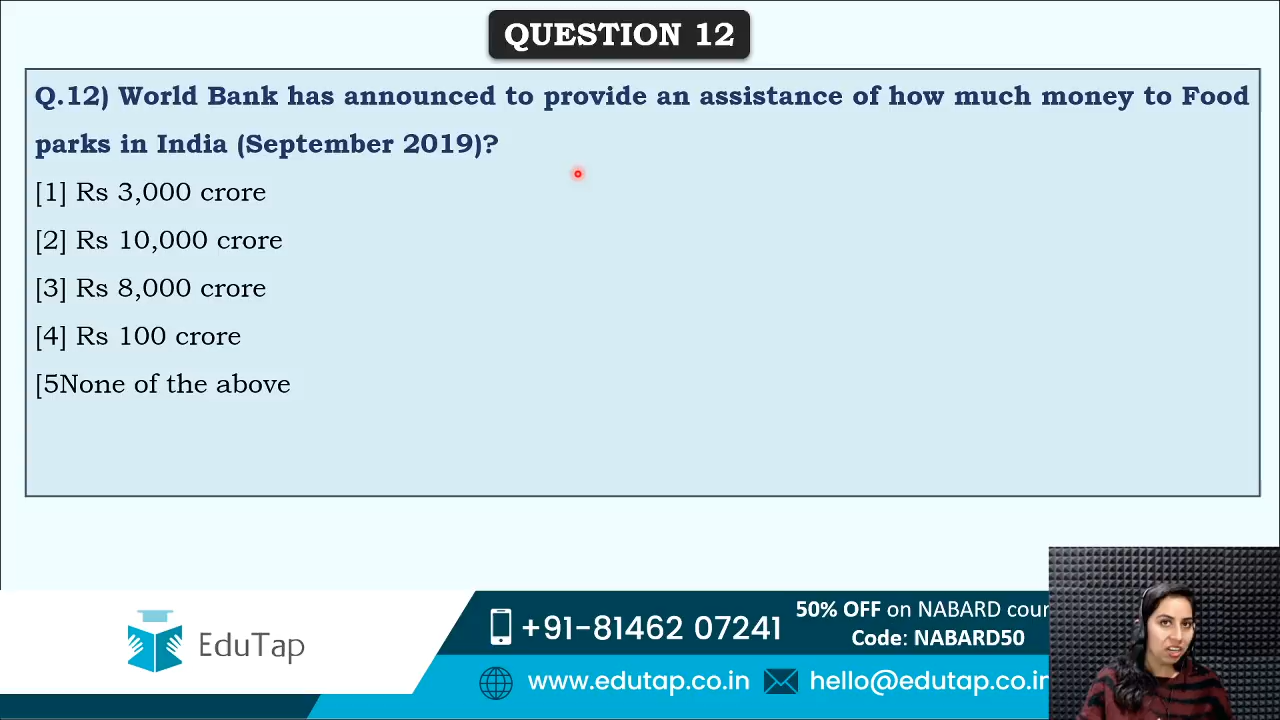 QUESTION 12
Q.12) World Bank has announced to provide an assistance of how much money to Food
parks in India (September 2019)?
[1] Rs 3,000 crore
[2] Rs 10,000 crore
[3] Rs 8,000 crore
[4] Rs 100 crore
[5None of the above
EduTap
+91-81462 07241
50% OFF on NABARD cour
Code: NABARD50
www.edutap.co.in
hello@edutap.co.in